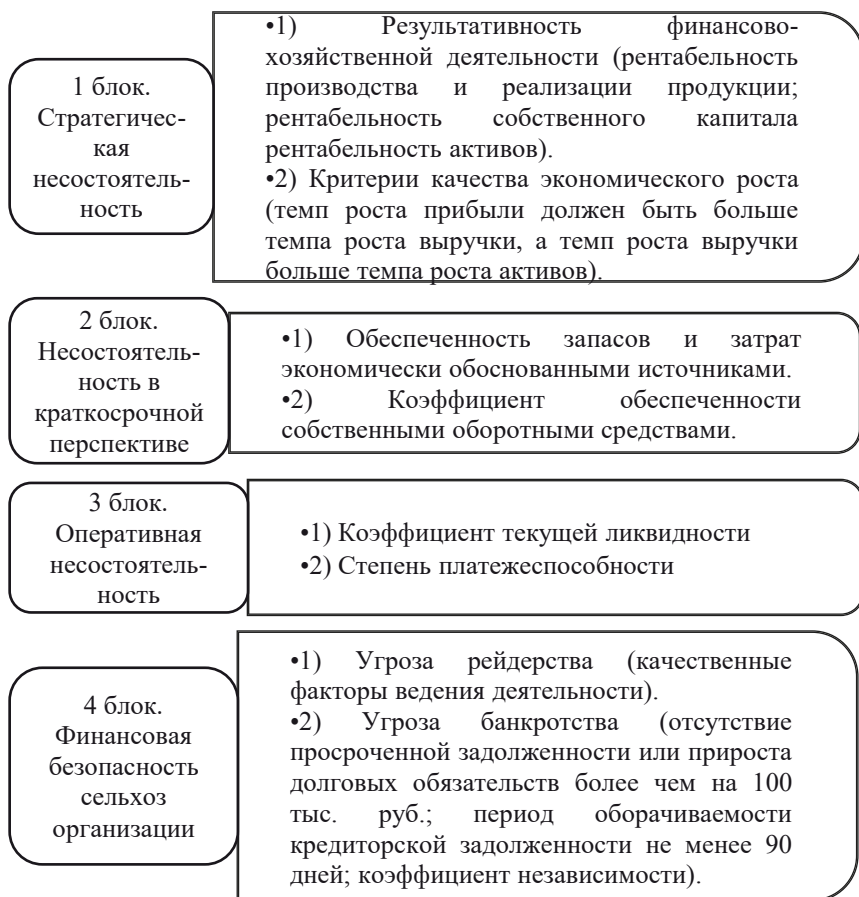 1 блок.
Стратегичес-
кая
несостоятель-
ность
•1) Результативность финансово-
хозяйственной деятельности (рентабельность
производства и реализации продукции;
рентабельность собственного капитала
рентабельность активов).
•2) Критерии качества экономического роста
(темп роста прибыли должен быть больше
темпа роста выручки, а темп роста выручки
больше темпа роста активов).
2 блок.
Несостоятель-
ность в
краткосрочной
перспективе
•1) Обеспеченность запасов и затрат
экономически обоснованными источниками.
•2) Коэффициент обеспеченности
собственными оборотными средствами.
3 блок.
Оперативная
несостоятель-
ность
•1) Коэффициент текущей ликвидности
•2) Степень платежеспособности
4 блок.
Финансовая
безопасность
сельхоз
организации
•1) Угроза рейдерства (качественные
факторы ведения деятельности).
•2) Угроза банкротства (отсутствие
просроченной задолженности или прироста
долговых обязательств более чем на 100
тыс. руб.; период оборачиваемости
кредиторской задолженности не менее 90
дней; коэффициент независимости).